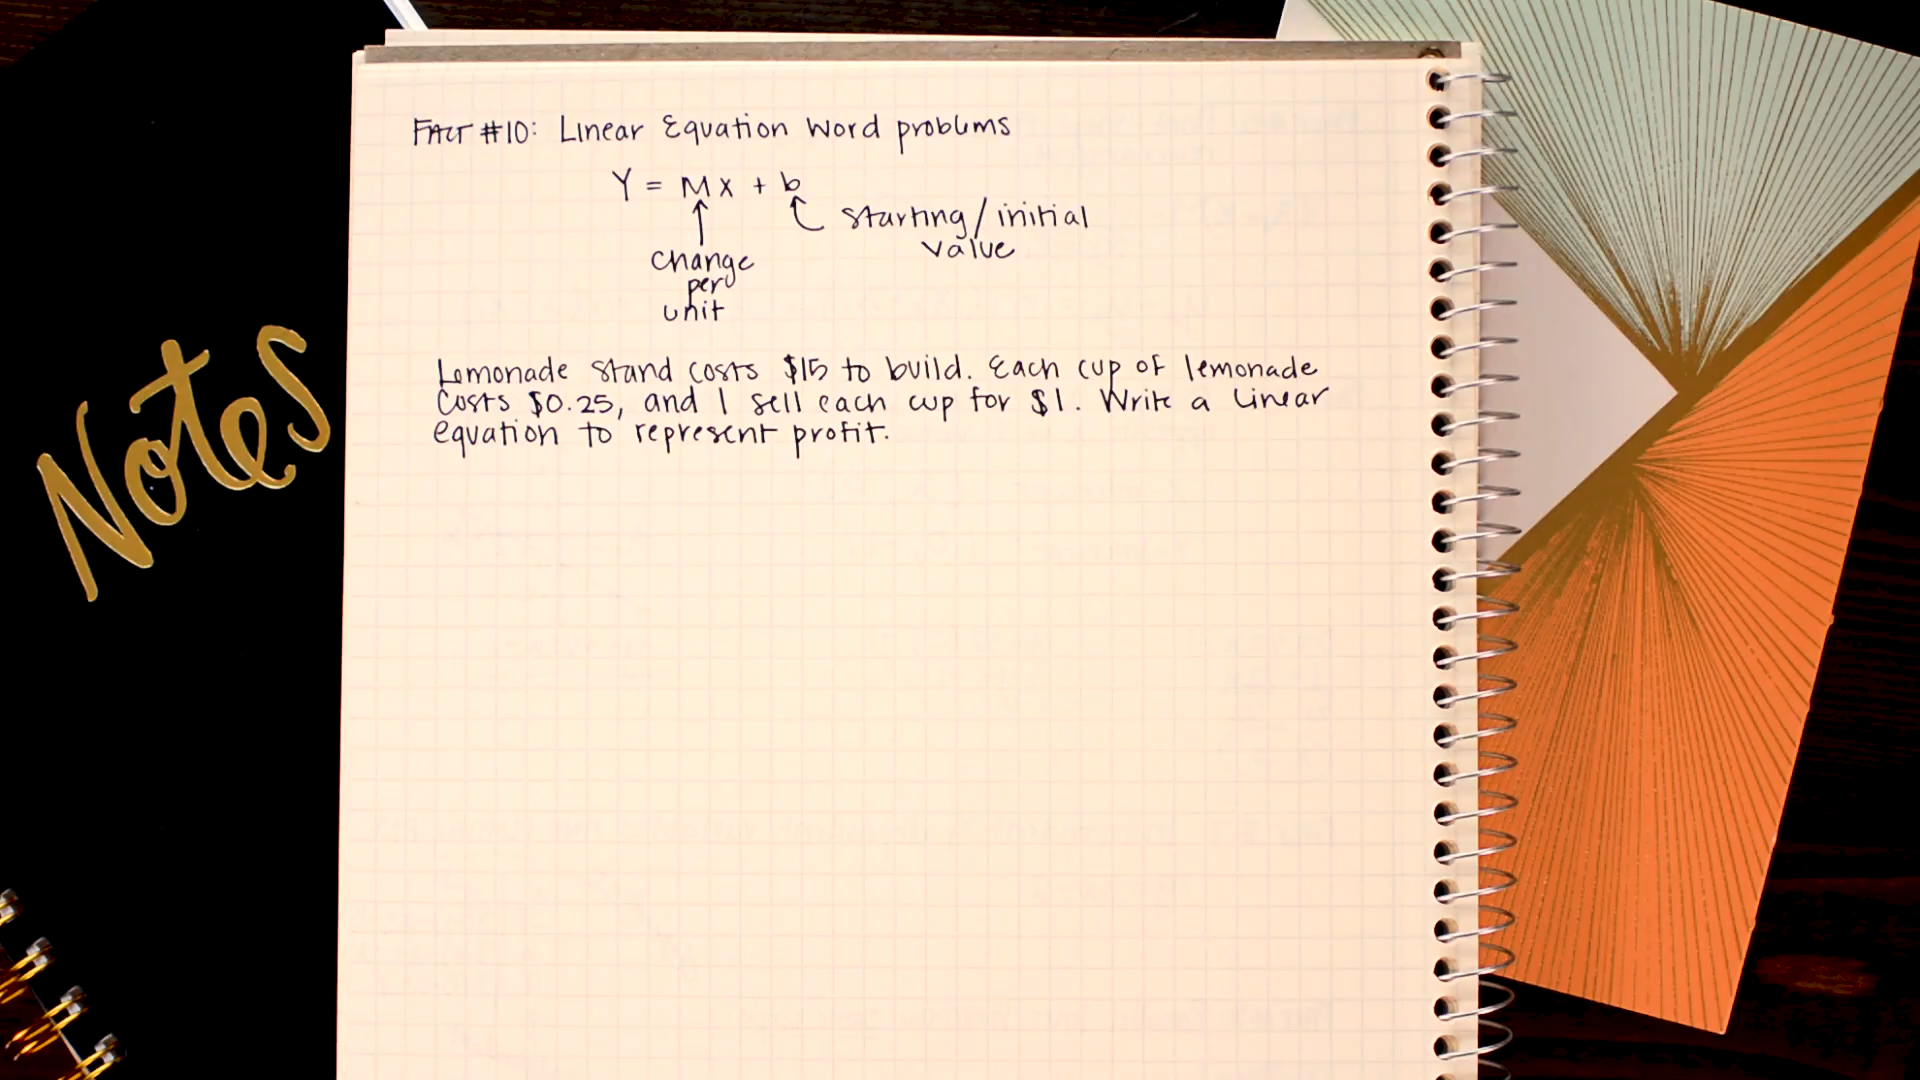 FACT #10: Linear Equation Word problems
Y = Mx + b
starting/initial
value
change
per
unit
Lemonade stand costs $15 to build. Each cup of lemonade
costs $0.25, and I sell each cup for $1. Write a linear
equation to represent profit.
Notes